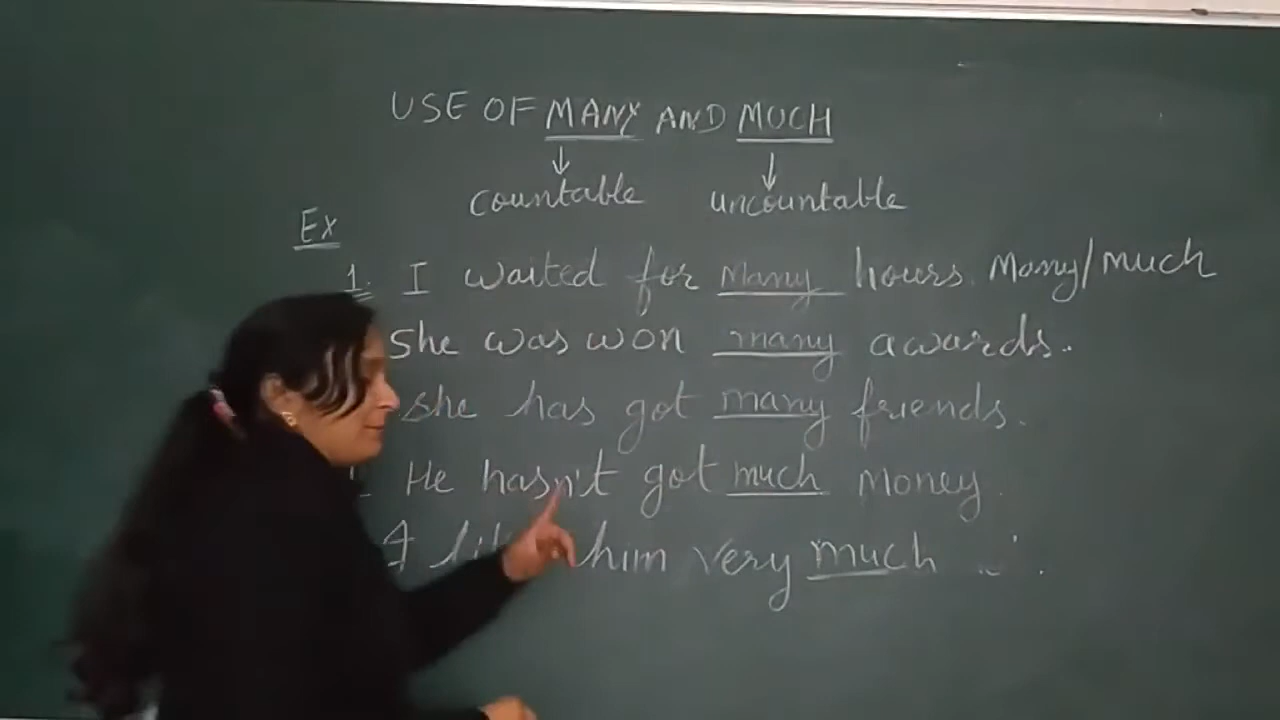 USE OF MANY AND MUCH
countable uncountable
Ex
1. I waited for Many hours. Many/much
she was won many awards.
she has got many friends.
He hasn't got much Money
I him very much